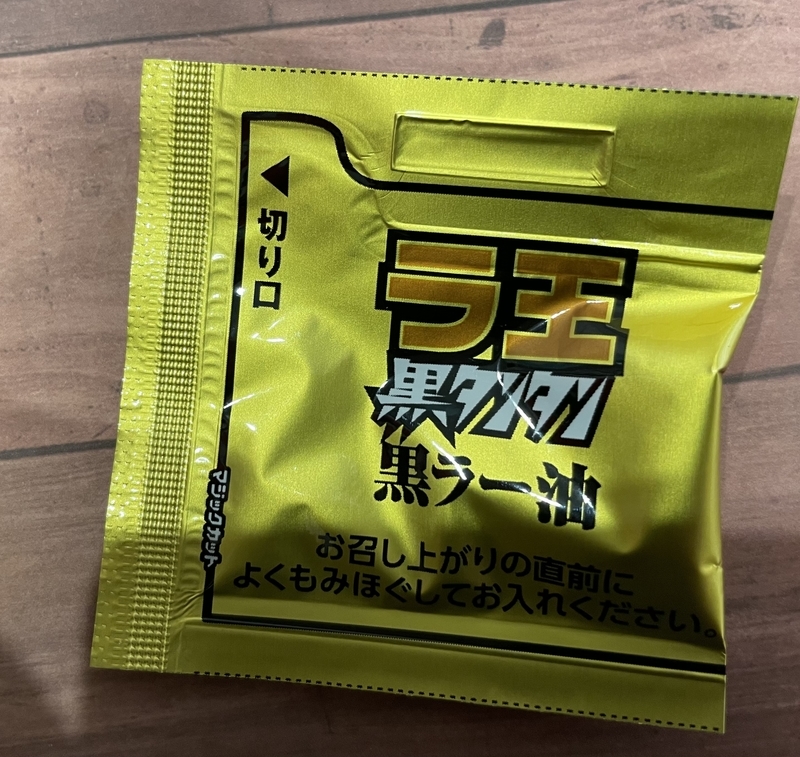 ◀切り口
ラ王
黒タンタン
黒ラー油
お召し上がりの直前に
よくもみほぐしてお入れください。
マジックカット